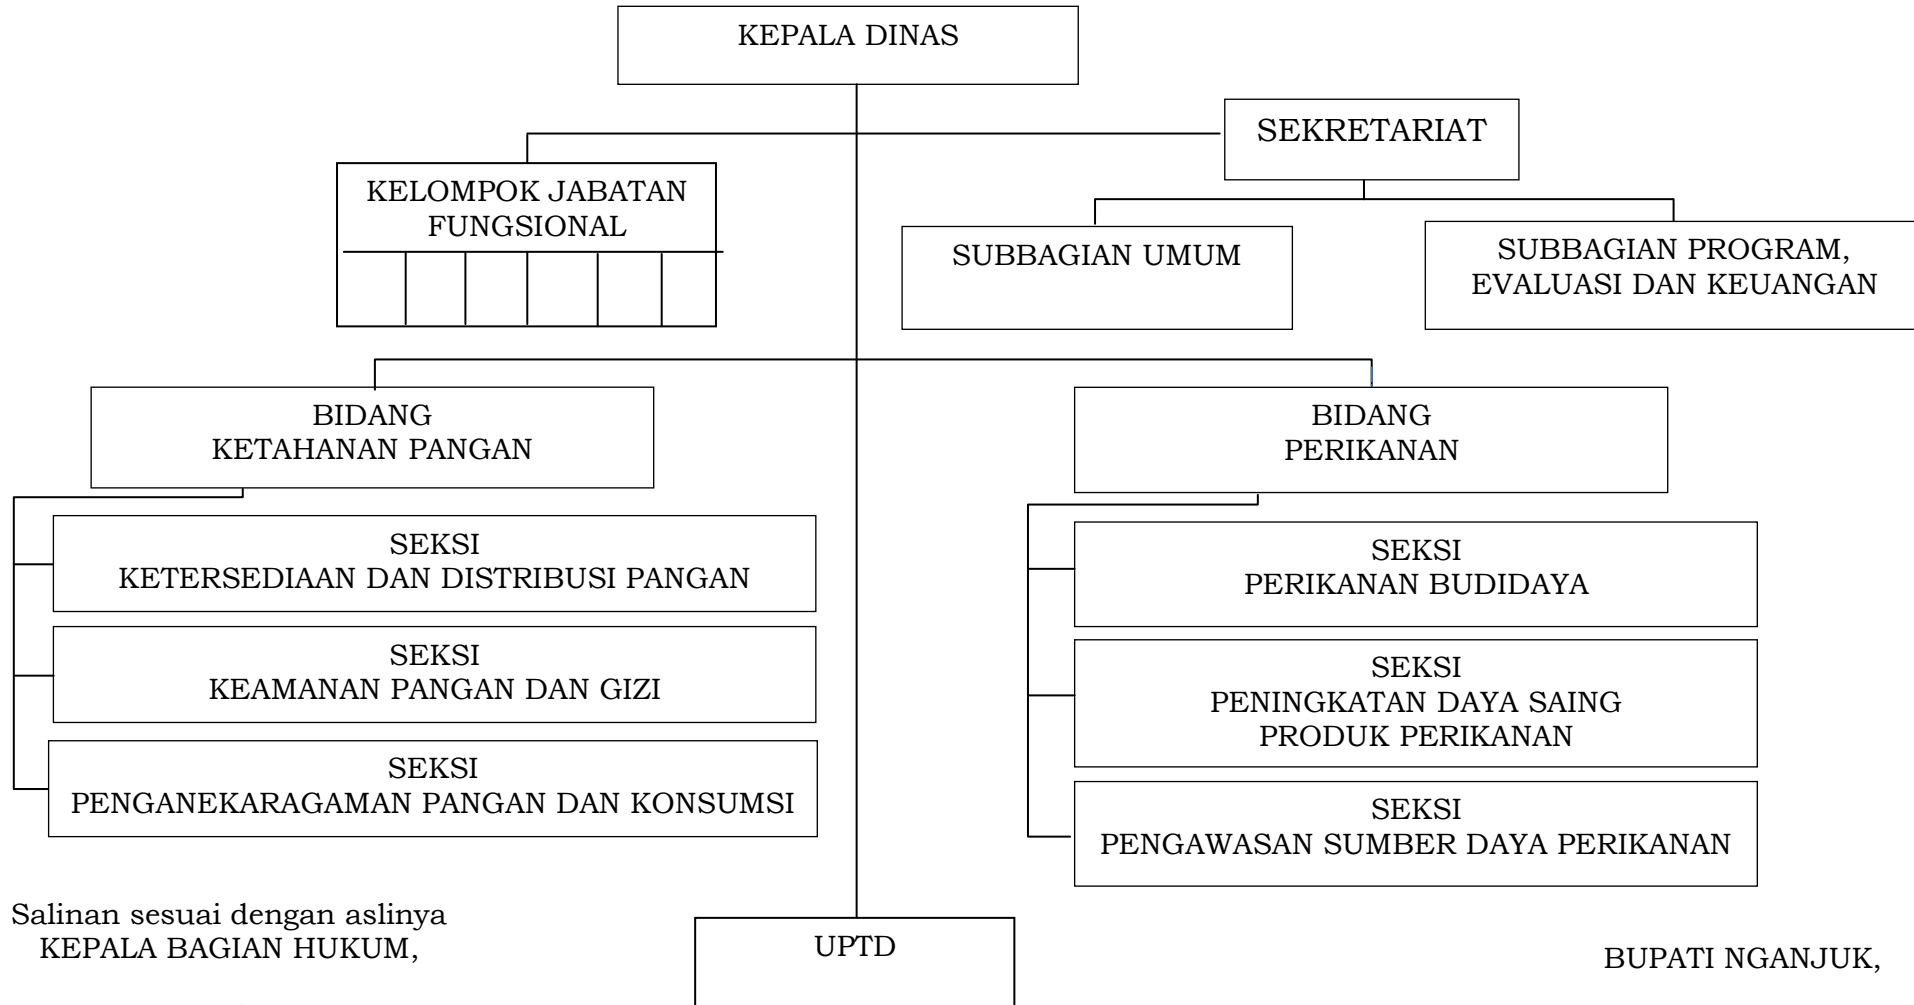 KEPALA DINAS
SEKRETARIAT
KELOMPOK JABATAN
FUNGSIONAL
SUBBAGIAN UMUM
SUBBAGIAN PROGRAM,
EVALUASI DAN KEUANGAN
BIDANG
KETAHANAN PANGAN
BIDANG
PERIKANAN
SEKSI
KETERSEDIAAN DAN DISTRIBUSI PANGAN
SEKSI
KEAMANAN PANGAN DAN GIZI
SEKSI
PENGANEKARAGAMAN PANGAN DAN KONSUMSI
SEKSI
PERIKANAN BUDIDAYA
SEKSI
PENINGKATAN DAYA SAING
PRODUK PERIKANAN
SEKSI
PENGAWASAN SUMBER DAYA PERIKANAN
Salinan sesuai dengan aslinya
KEPALA BAGIAN HUKUM,
UPTD
BUPATI NGANJUK,